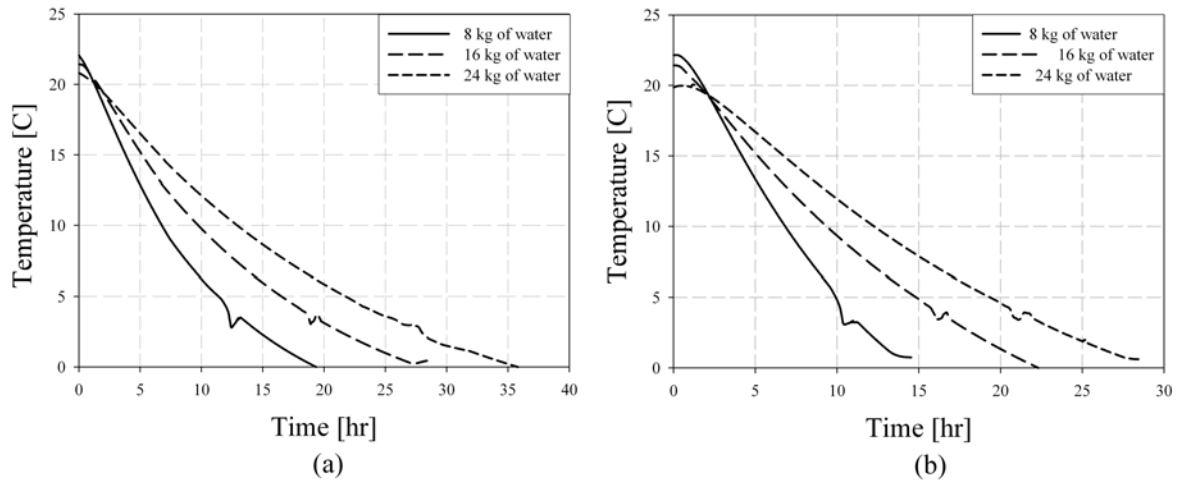 25
20
15
10
5
0
Temperature [C]
8 kg of water
16 kg of water
24 kg of water
0 5 10 15 20 25 30 35 40
Time [hr]
(a)
25
20
15
10
5
0
Temperature [C]
8 kg of water
16 kg of water
24 kg of water
0 5 10 15 20 25 30
Time [hr]
(b)